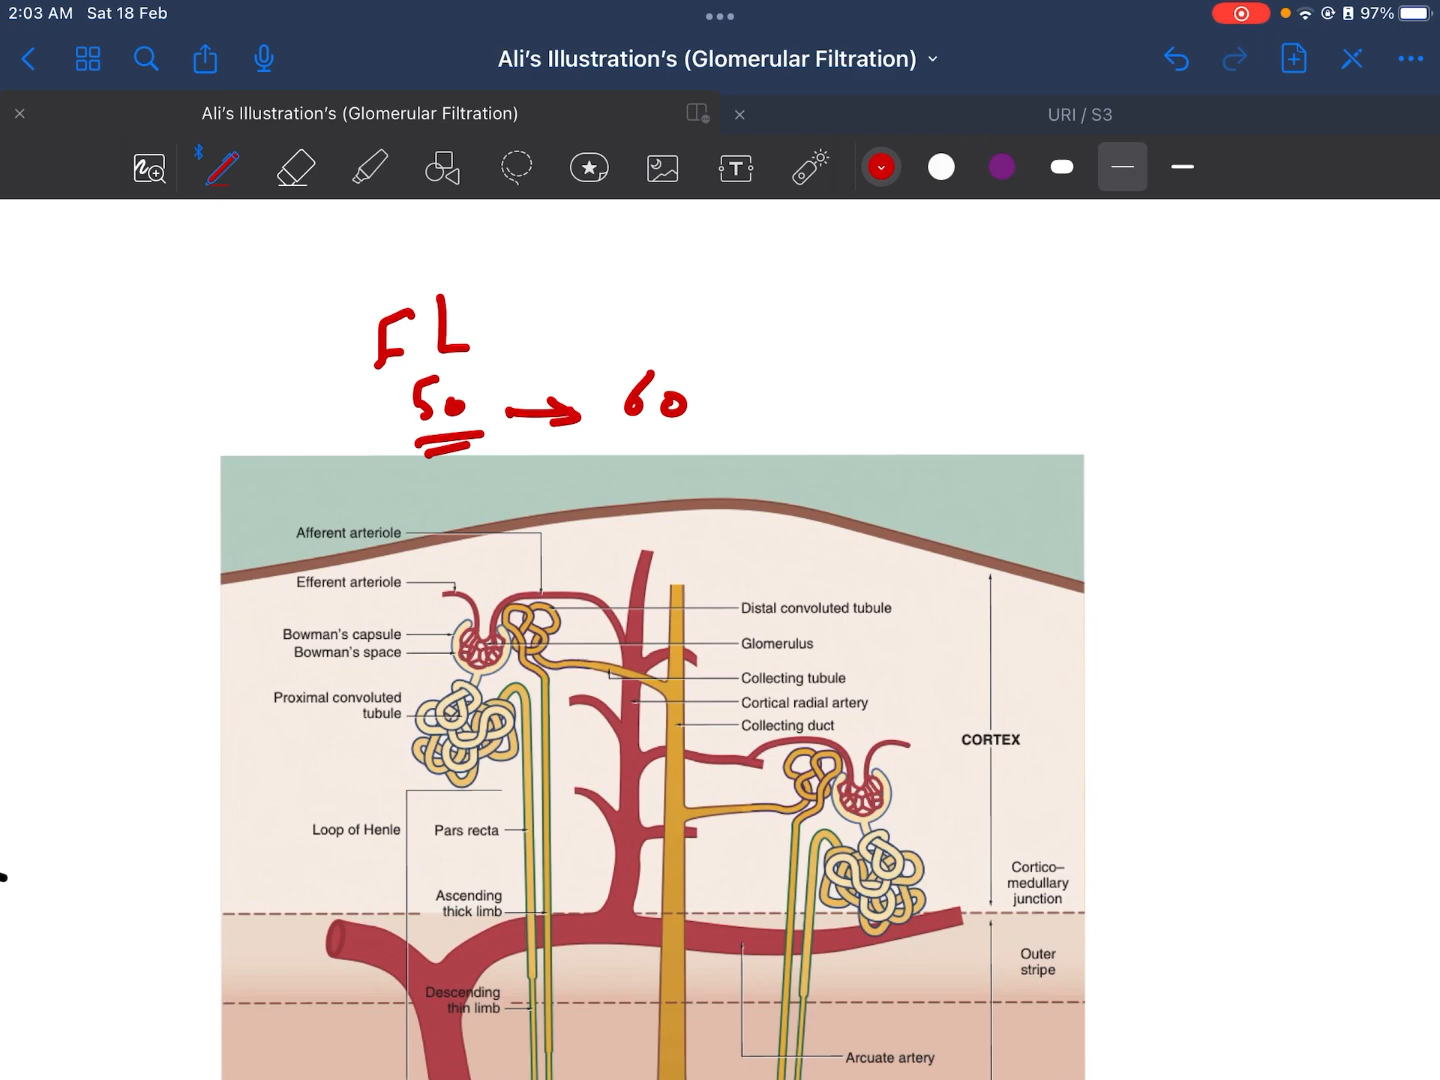 2:03 AM Sat 18 Feb
97%
Ali's Illustration's (Glomerular Filtration)
Ali's Illustration's (Glomerular Filtration)
URI / S3
FL
50 → 60
Afferent arteriole
Efferent arteriole
Distal convoluted tubule
Bowman's capsule
Bowman's space
Glomerulus
Collecting tubule
Proximal convoluted
tubule
Cortical radial artery
Collecting duct
CORTEX
Loop of Henle
Pars recta
Cortico–
medullary
junction
Ascending
thick limb
Outer
stripe
Descending
thin limb
Arcuate artery